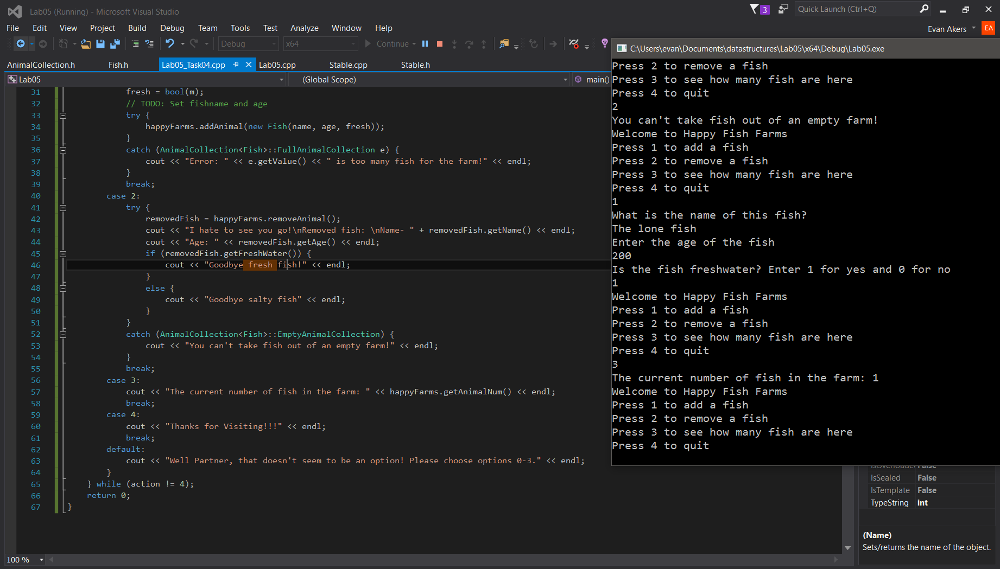 Lab05 (Running) - Microsoft Visual Studio
3
Quick Launch (Ctrl+Q)
File Edit View Project Build Debug Team Tools Test Analyze Window Help
Evan Akers
EA
Debug x64 Continue
AnimalCollection.h Fish.h Lab05_Task04.cpp Lab05.cpp Stable.cpp Stable.h
Lab05 (Global Scope) main()
31 fresh = bool(m);
32 // TODO: Set fishname and age
33 try {
34 happyFarms.addAnimal(new Fish(name, age, fresh));
35 }
36 catch (AnimalCollection<Fish>::FullAnimalCollection e) {
37 cout << "Error: " << e.getValue() << " is too many fish for the farm!" << endl;
38 }
39 break;
40 case 2:
41 try {
42 removedFish = happyFarms.removeAnimal();
43 cout << "I hate to see you go!\nRemoved fish: \nName- " + removedFish.getName() << endl;
44 cout << "Age: " << removedFish.getAge() << endl;
45 if (removedFish.getFreshWater()) {
46 cout << "Goodbye fresh fish!" << endl;
47 }
48 else {
49 cout << "Goodbye salty fish" << endl;
50 }
51 }
52 catch (AnimalCollection<Fish>::EmptyAnimalCollection) {
53 cout << "You can't take fish out of an empty farm!" << endl;
54 }
55 break;
56 case 3:
57 cout << "The current number of fish in the farm: " << happyFarms.getAnimalNum() << endl;
58 break;
59 case 4:
60 cout << "Thanks for Visiting!!!" << endl;
61 break;
62 default:
63 cout << "Well Partner, that doesn't seem to be an option! Please choose options 0-3." << endl;
64 }
65 } while (action != 4);
66 return 0;
67 }
100 %
C:\Users\evan\Documents\datastructures\Lab05\x64\Debug\Lab05.exe
Press 2 to remove a fish
Press 3 to see how many fish are here
Press 4 to quit
2
You can't take fish out of an empty farm!
Welcome to Happy Fish Farms
Press 1 to add a fish
Press 2 to remove a fish
Press 3 to see how many fish are here
Press 4 to quit
1
What is the name of this fish?
The lone fish
Enter the age of the fish
200
Is the fish freshwater? Enter 1 for yes and 0 for no
1
Welcome to Happy Fish Farms
Press 1 to add a fish
Press 2 to remove a fish
Press 3 to see how many fish are here
Press 4 to quit
3
The current number of fish in the farm: 1
Welcome to Happy Fish Farms
Press 1 to add a fish
Press 2 to remove a fish
Press 3 to see how many fish are here
Press 4 to quit
False
IsSealed False
IsTemplate False
TypeString int
(Name)
Sets/returns the name of the object.